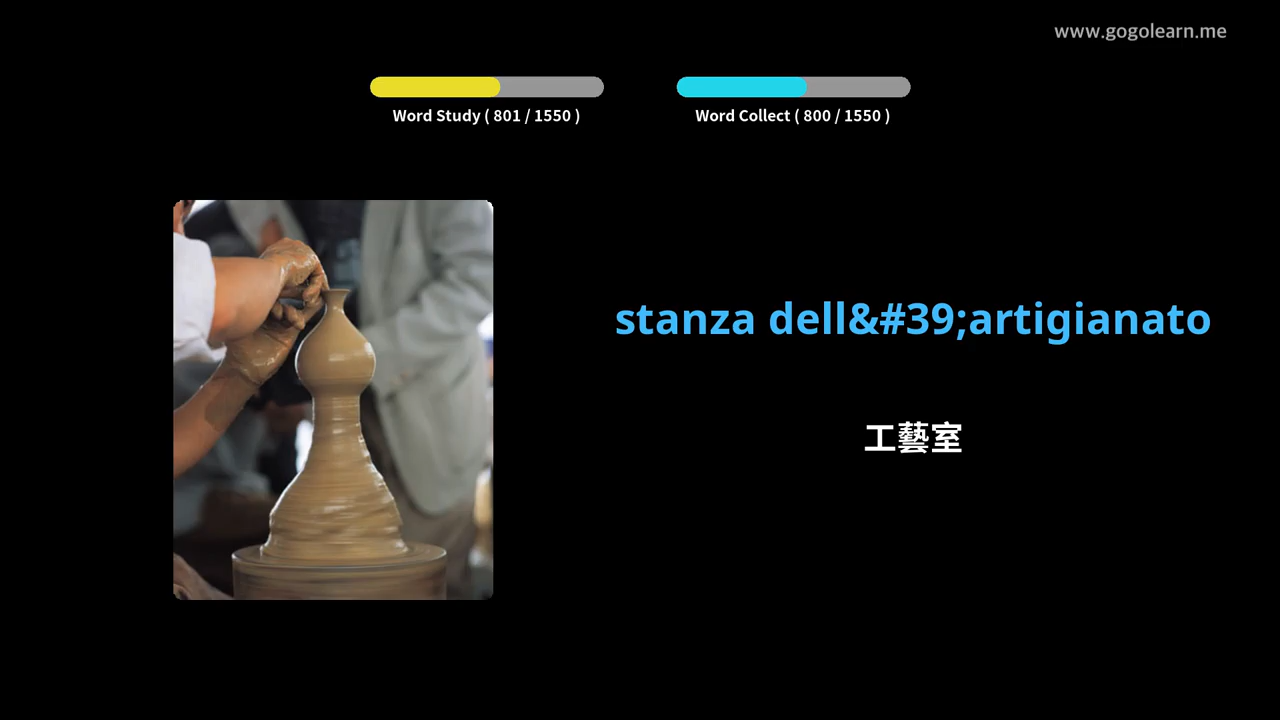 www.gogolearn.me
Word Study ( 801 / 1550 )
Word Collect ( 800 / 1550 )
stanza dell&#39;artigianato
工藝室